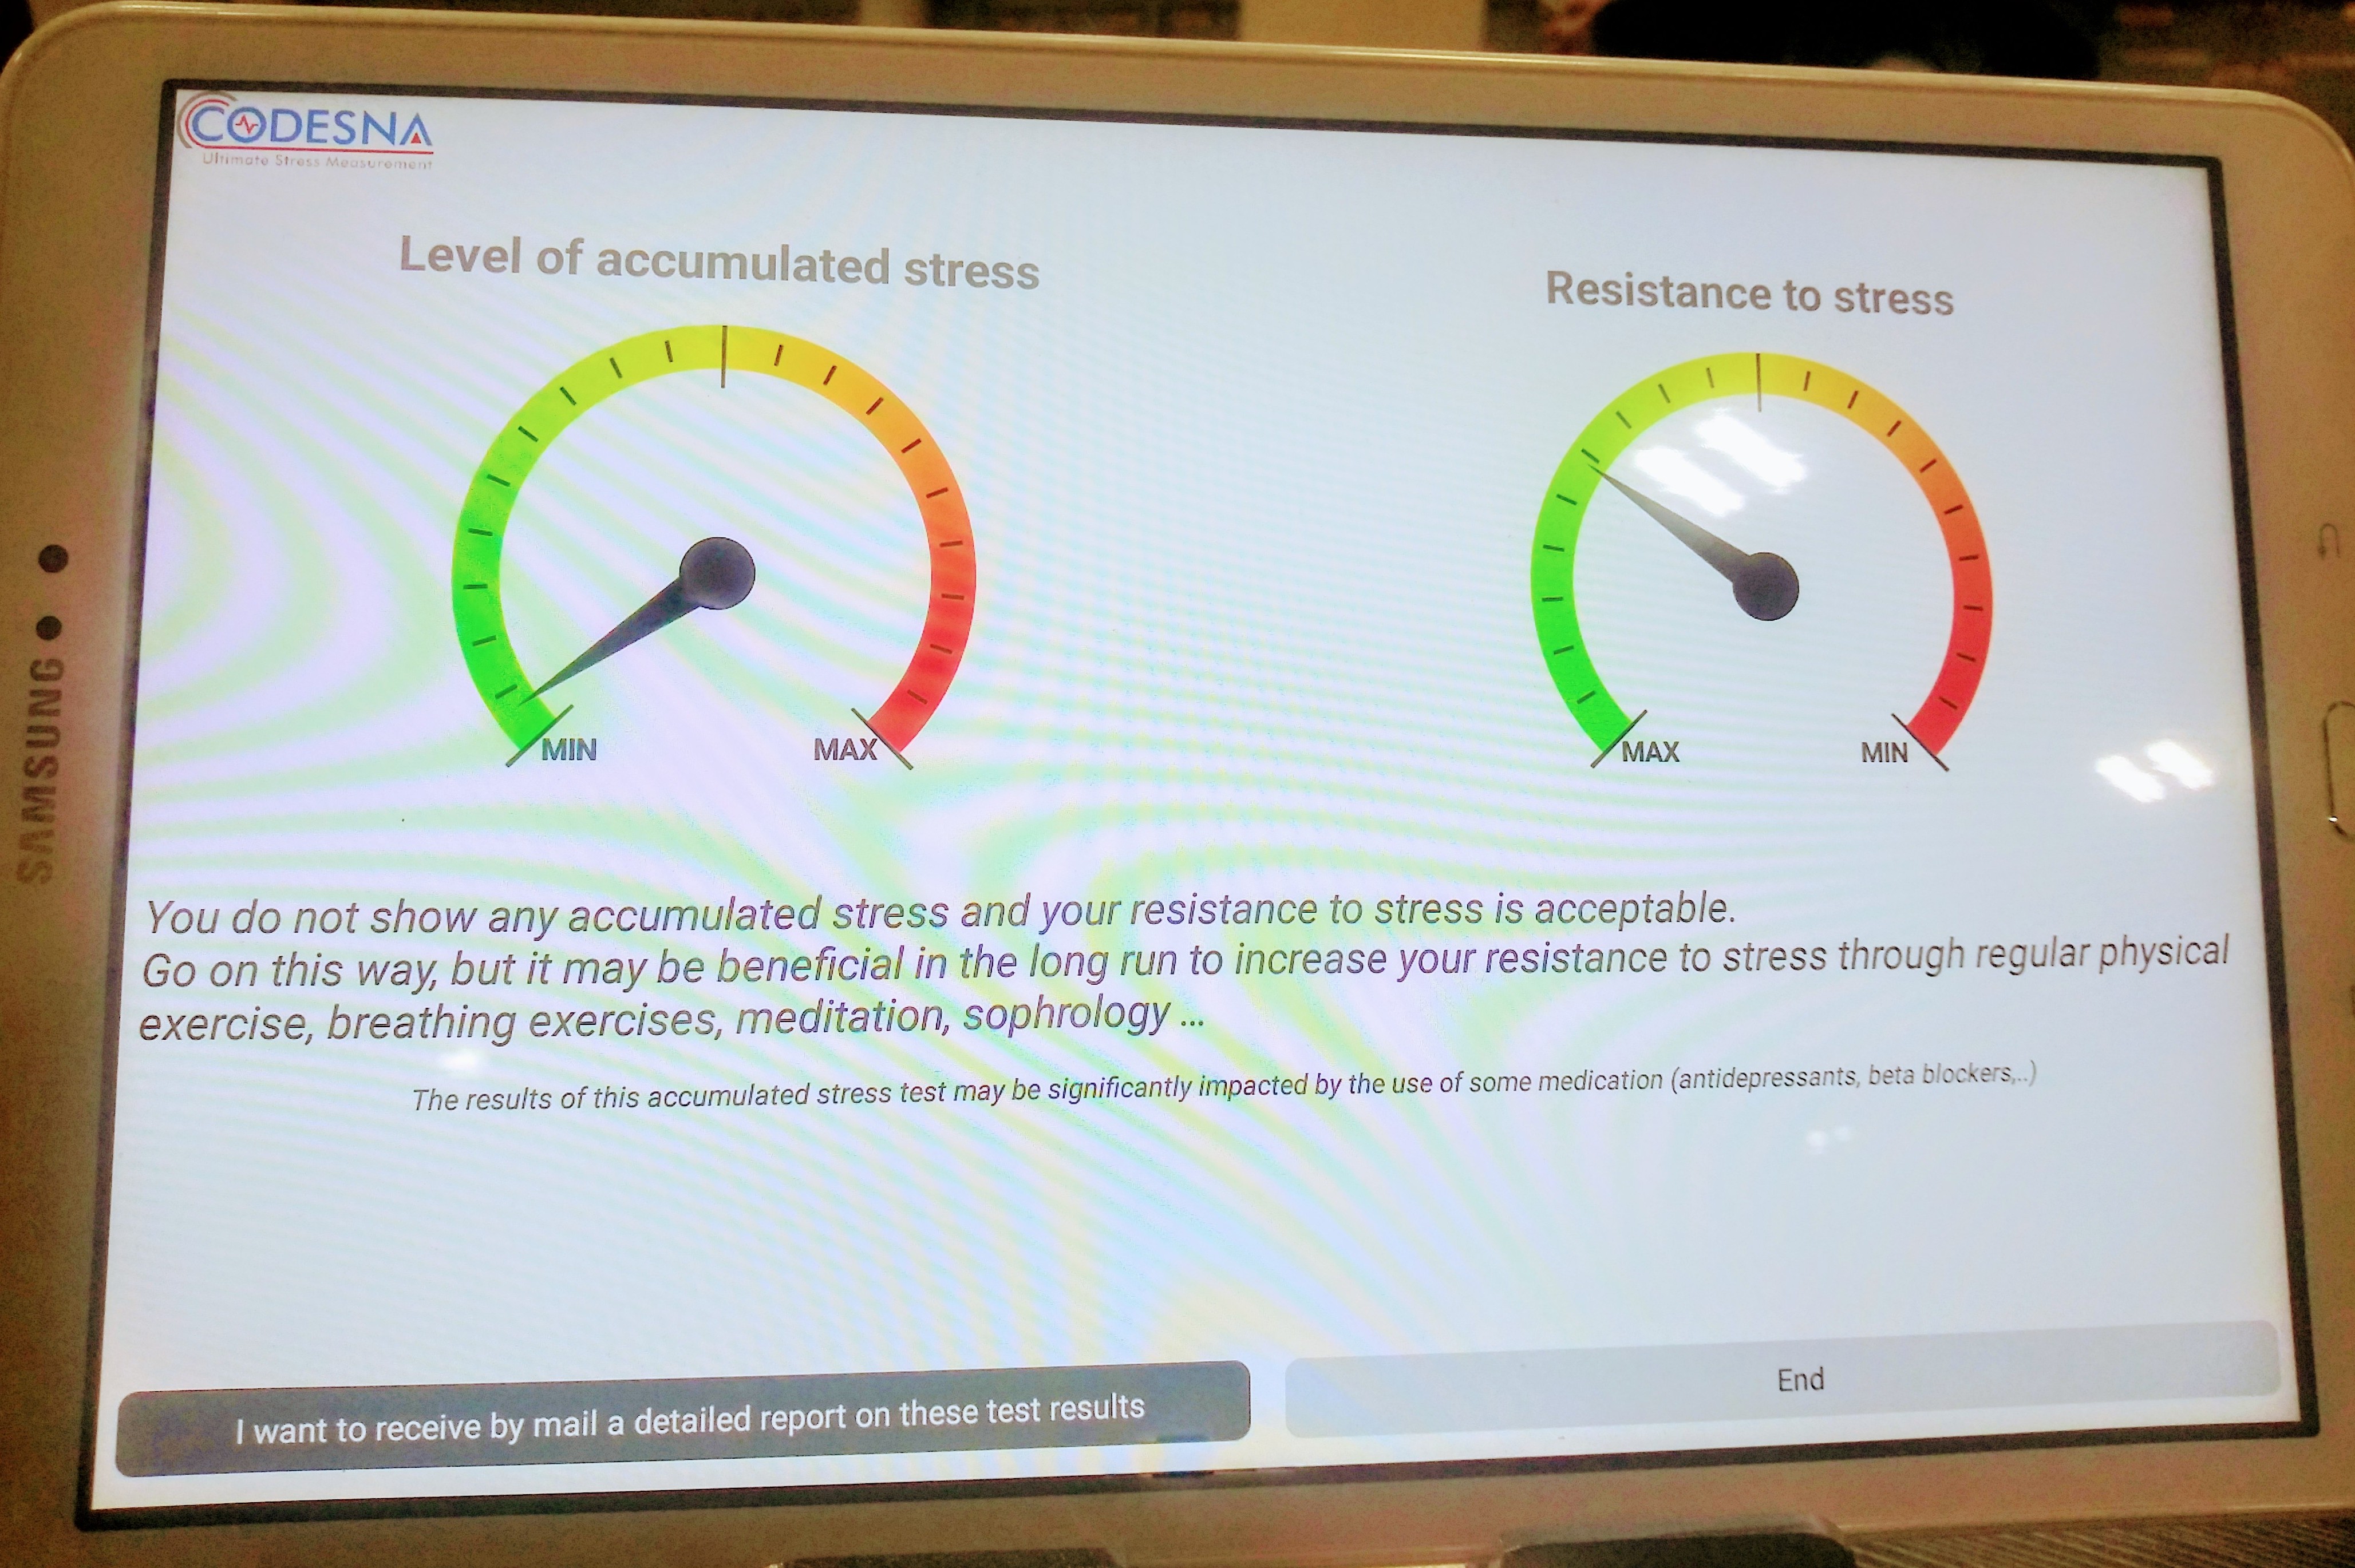 CODESNA
Ultimate Stress Measurement
Level of accumulated stress
Resistance to stress
MIN
MAX
MAX
MIN
You do not show any accumulated stress and your resistance to stress is acceptable.
Go on this way, but it may be beneficial in the long run to increase your resistance to stress through regular physical
exercise, breathing exercises, meditation, sophrology ...
The results of this accumulated stress test may be significantly impacted by the use of some medication (antidepressants, beta blockers,..)
I want to receive by mail a detailed report on these test results
End
SAMSUNG